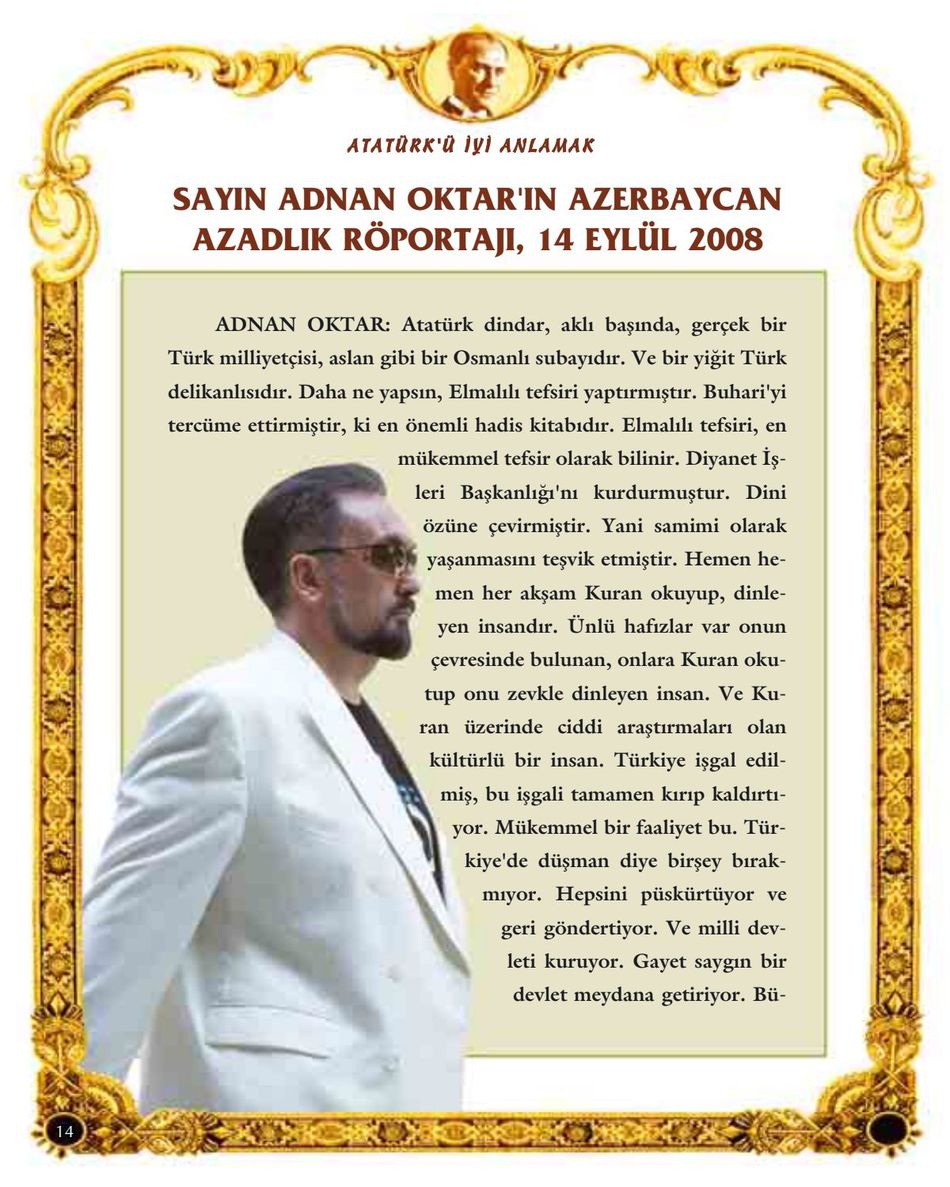 ATATÜRK'Ü İYİ ANLAMAK
SAYIN ADNAN OKTAR'IN AZERBAYCAN
AZADLIK RÖPORTAJI, 14 EYLÜL 2008
ADNAN OKTAR: Atatürk dindar, aklı başında, gerçek bir
Türk milliyetçisi, aslan gibi bir Osmanlı subayıdır. Ve bir yiğit Türk
delikanlısıdır. Daha ne yapsın, Elmalılı tefsiri yaptırmıştır. Buhari'yi
tercüme ettirmiştir, ki en önemli hadis kitabıdır. Elmalılı tefsiri, en
mükemmel tefsir olarak bilinir. Diyanet İş-
leri Başkanlığı'nı kurdurmuştur. Dini
özüne çevirmiştir. Yani samimi olarak
yaşanmasını teşvik etmiştir. Hemen he-
men her akşam Kuran okuyup, dinle-
yen insandır. Ünlü hafızlar var onun
çevresinde bulunan, onlara Kuran oku-
tup onu zevkle dinleyen insan. Ve Ku-
ran üzerinde ciddi araştırmaları olan
kültürlü bir insan. Türkiye işgal edil-
miş, bu işgali tamamen kırıp kaldırtı-
yor. Mükemmel bir faaliyet bu. Tür-
kiye'de düşman diye birşey bırak-
mıyor. Hepsini püskürtüyor ve
geri göndertiyor. Ve milli dev-
leti kuruyor. Gayet saygın bir
devlet meydana getiriyor. Bü-
14